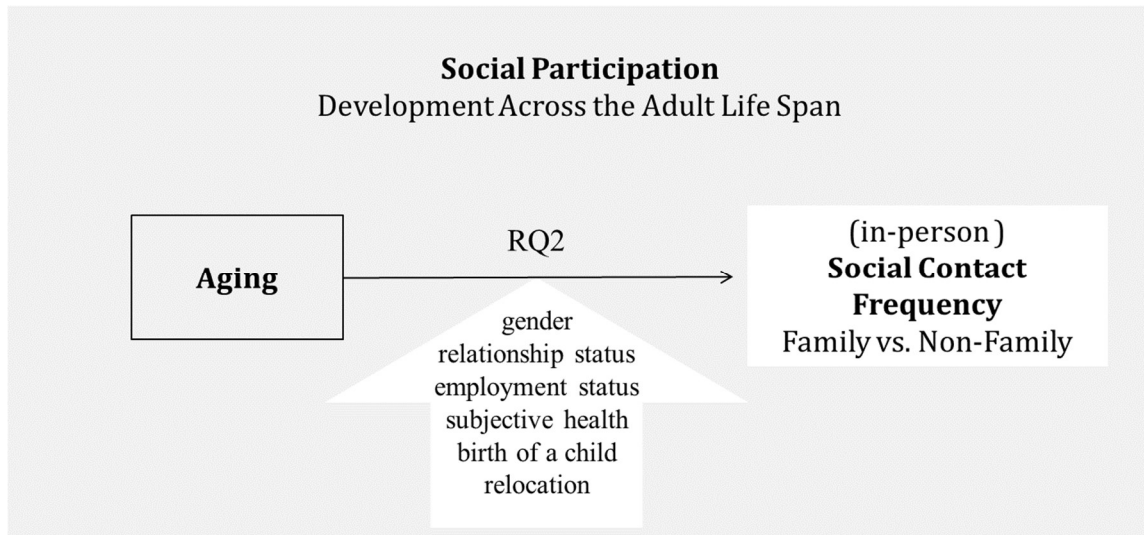 Social Participation
Development Across the Adult Life Span
RQ2
Aging
(in-person )
Social Contact
Frequency
Family vs. Non-Family
gender
relationship status
employment status
subjective health
birth of a child
relocation